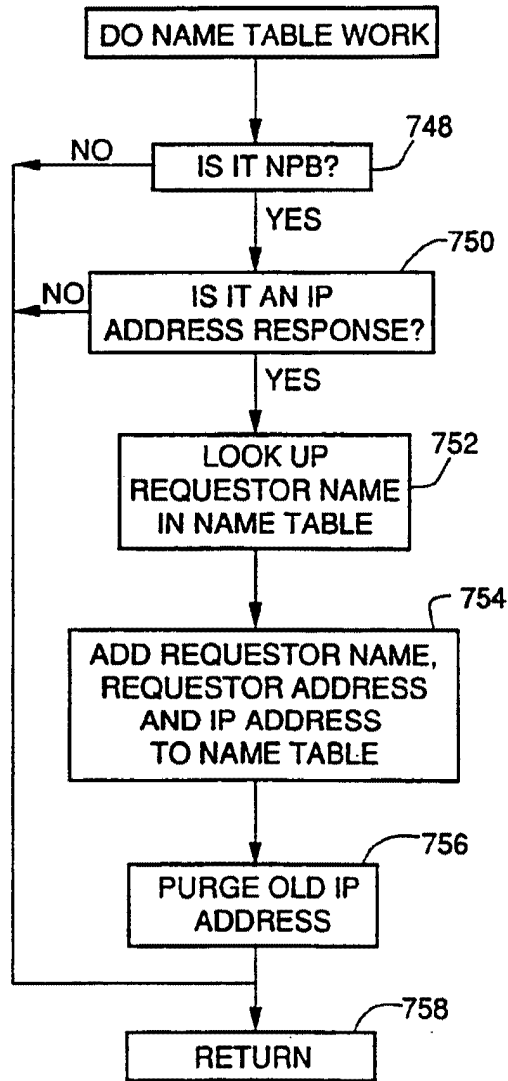 DO NAME TABLE WORK
748
NO
IS IT NPB?
YES
750
NO
IS IT AN IP
ADDRESS RESPONSE?
YES
752
LOOK UP
REQUESTOR NAME
IN NAME TABLE
754
ADD REQUESTOR NAME,
REQUESTOR ADDRESS
AND IP ADDRESS
TO NAME TABLE
756
PURGE OLD IP
ADDRESS
758
RETURN